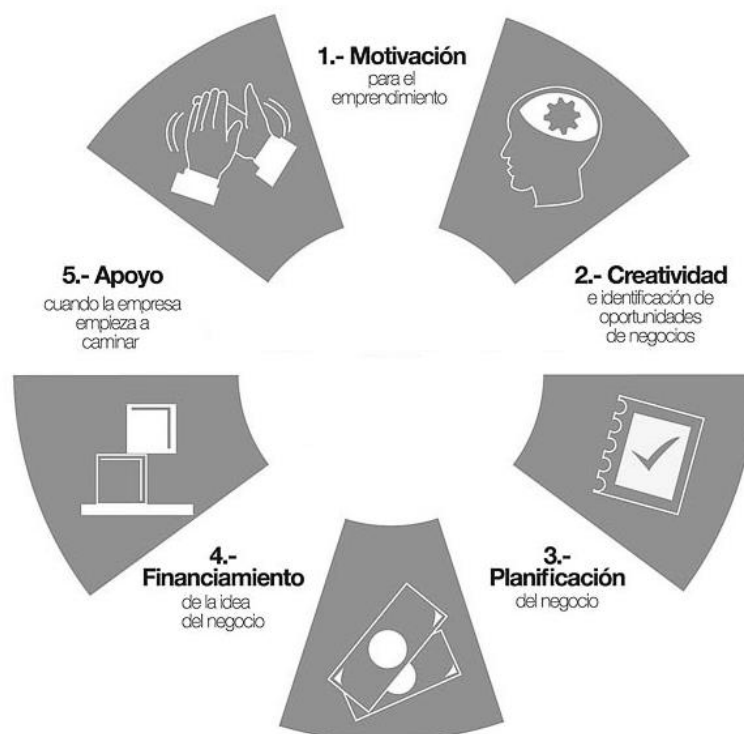 1.- Motivación
para el
emprendimiento
2.- Creatividad
e identificación de
oportunidades
de negocios
3.-
Planificación
del negocio
4.-
Financiamiento
de la idea
del negocio
5.- Apoyo
cuando la empresa
empieza a
caminar